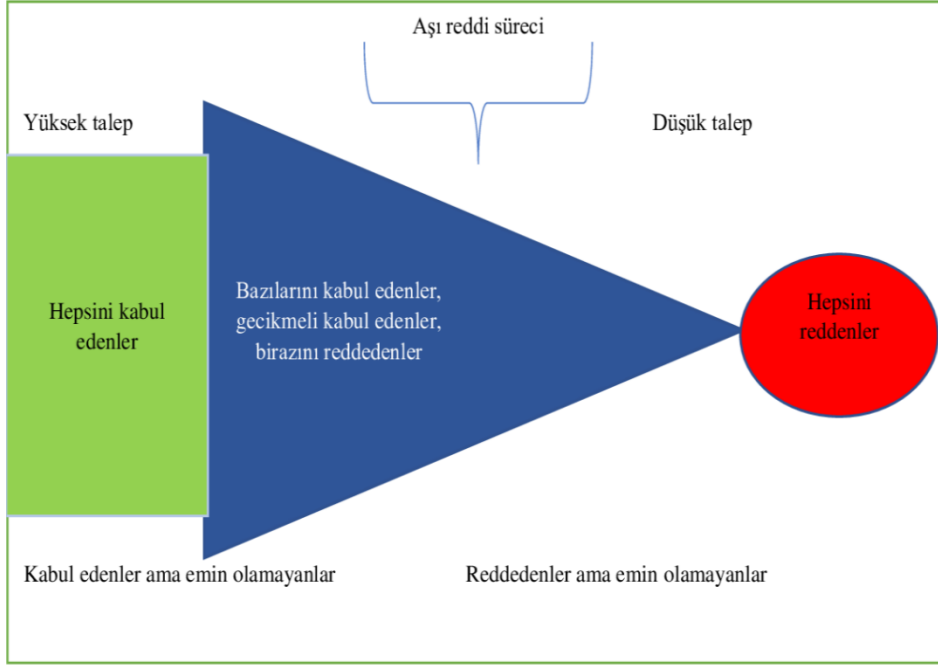 Aşı reddi süreci
Yüksek talep
Düşük talep
Hepsini kabul
edenler
Bazılarını kabul edenler,
gecikmeli kabul edenler,
birazını reddedenler
Hepsini
reddenler
Kabul edenler ama emin olamayanlar
Reddedenler ama emin olamayanlar